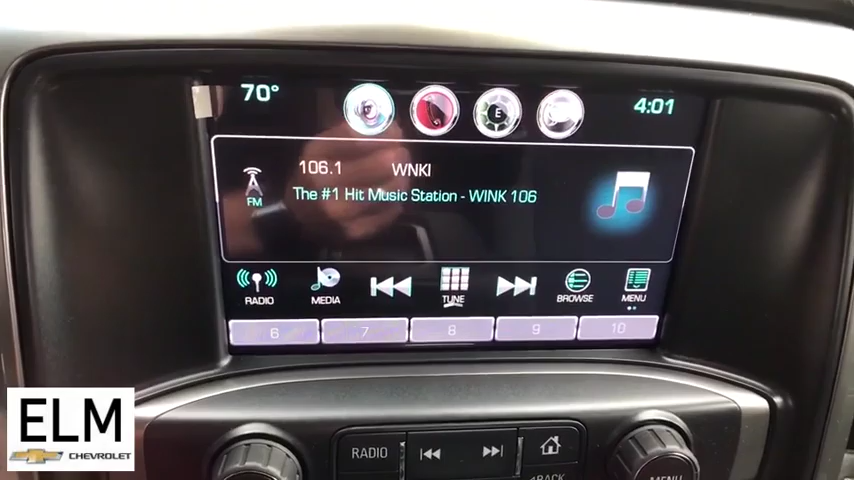 70°
E
4:01
106.1 WNKI
FM
The #1 Hit Music Station - WINK 106
RADIO
MEDIA
TUNE
BROWSE
MENU
6 7 8 9 10
RADIO
BACK
MENU
ELM
CHEVROLET